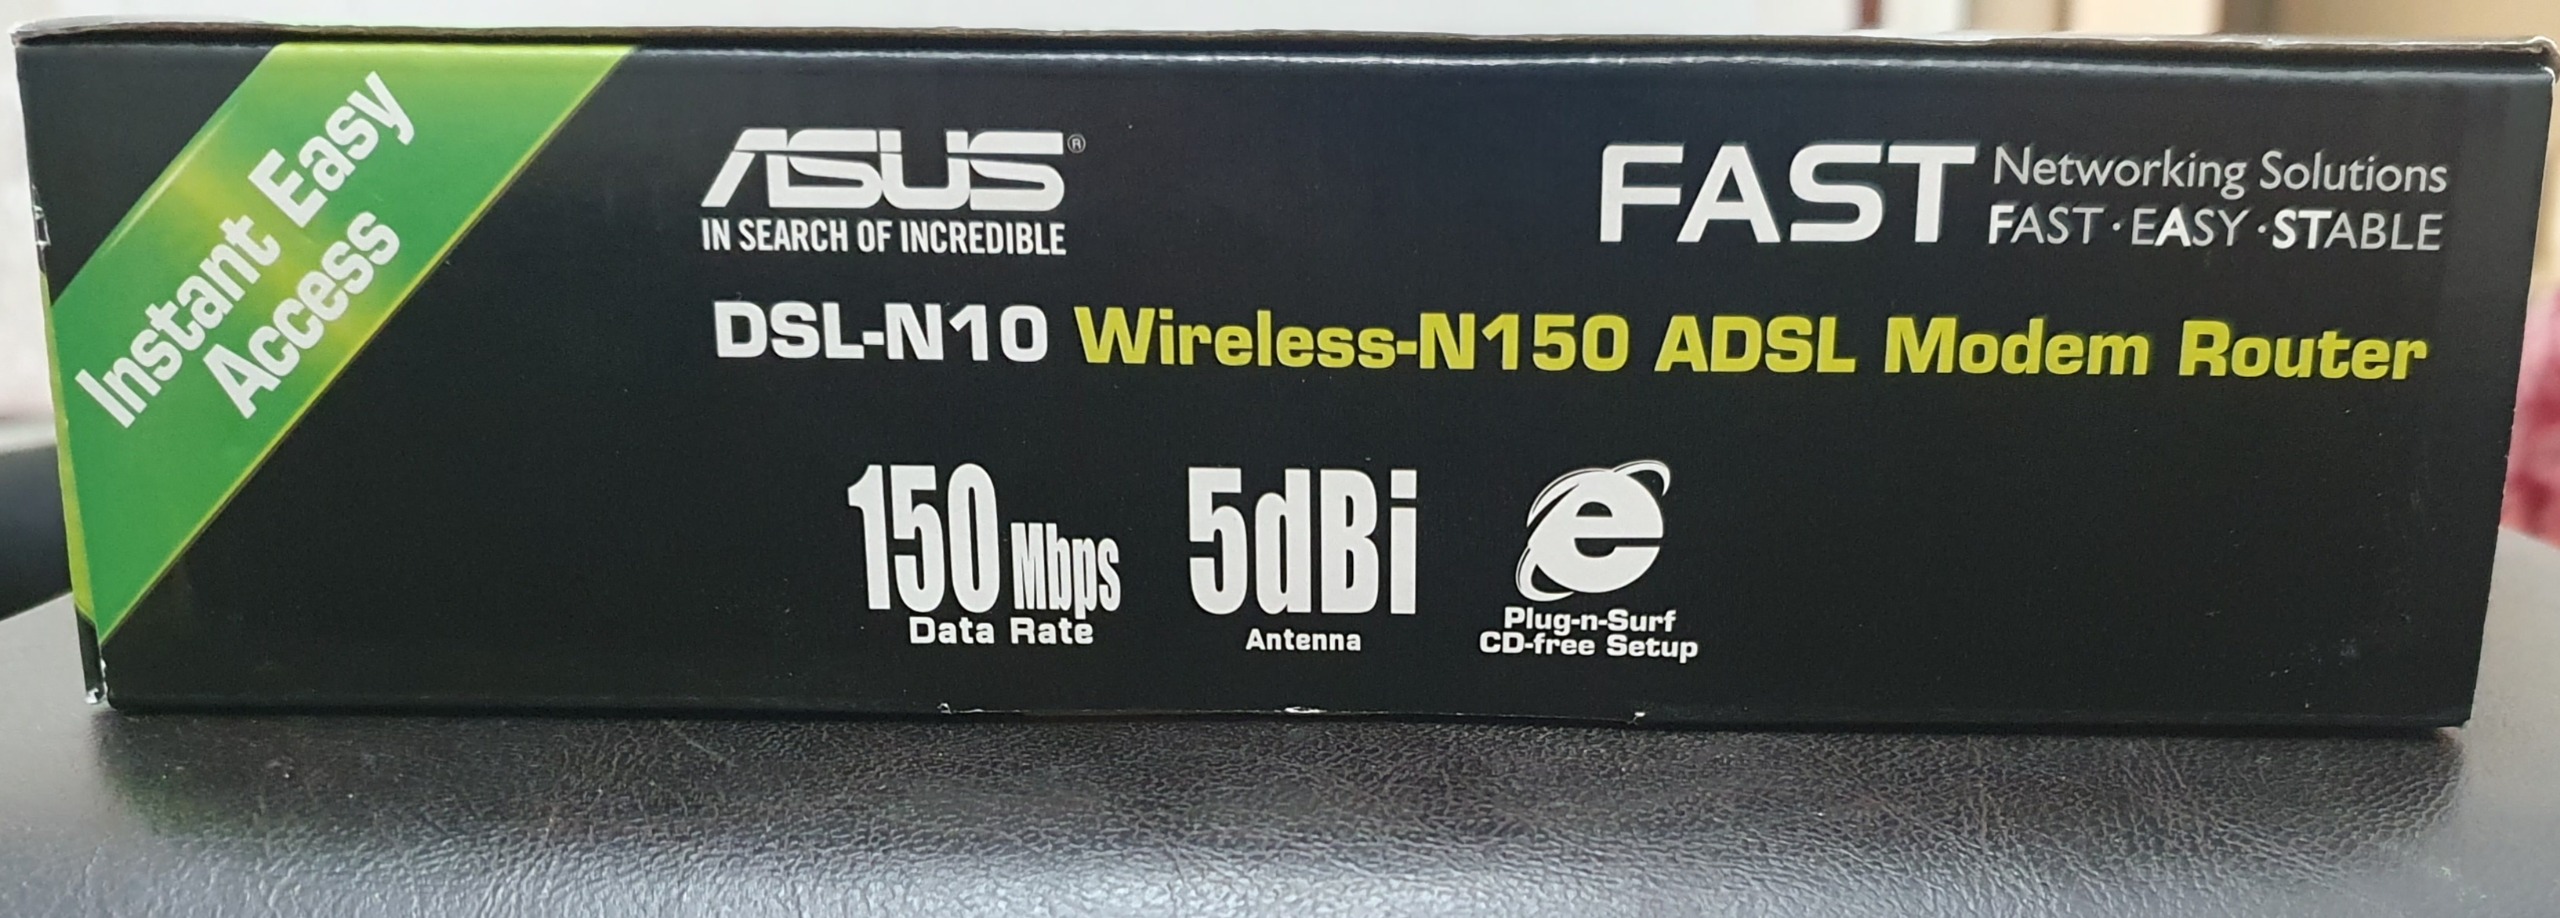 Instant Easy
Access
ASUS®
IN SEARCH OF INCREDIBLE
FAST Networking Solutions
FAST·EASY·STABLE
DSL-N10 Wireless-N150 ADSL Modem Router
150 Mbps
Data Rate
5dBi
Antenna
e
Plug-n-Surf
CD-free Setup